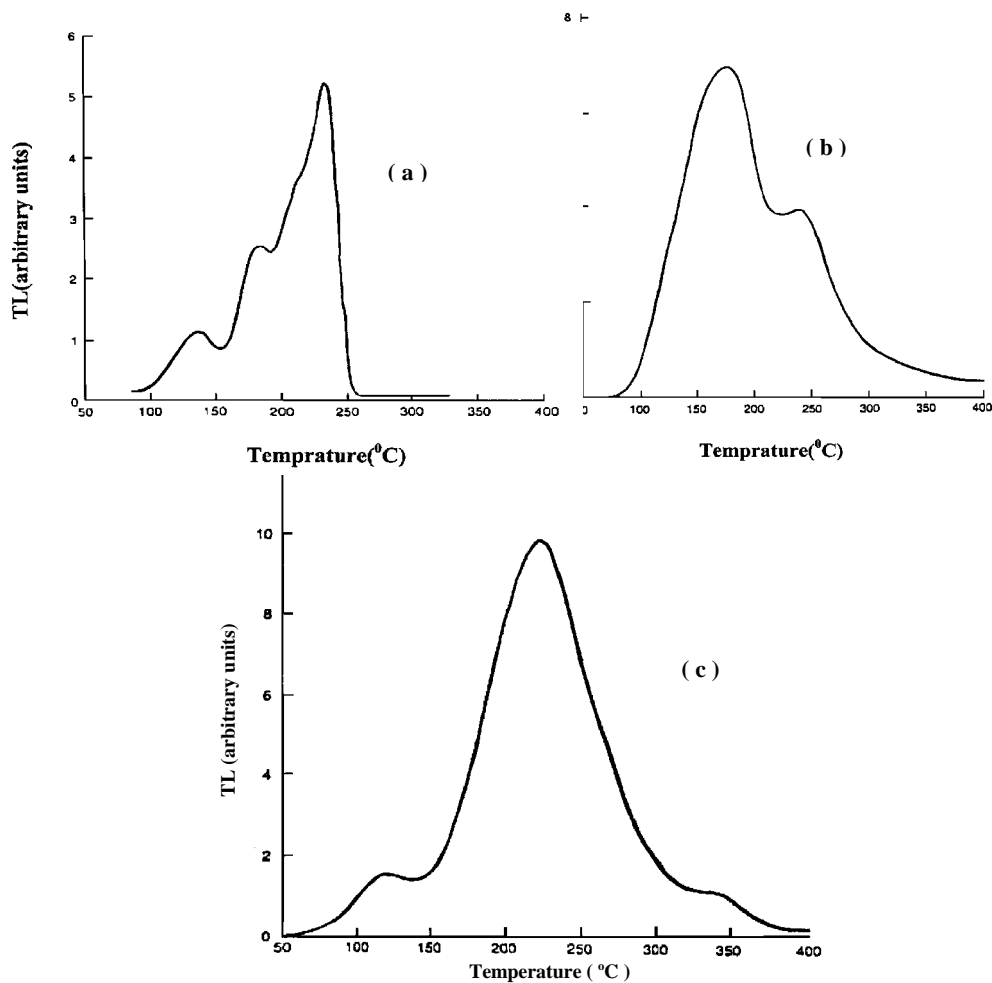 6
5
4
3
2
1
0
TL(arbitrary units)
( a )
50 100 150 200 250 300 350 400
Temprature(⁰C)
8
( b )
0 100 150 200 250 300 350 400
Temprature(⁰C)
10
8
6
4
2
0
TL (arbitrary units)
( c )
50 100 150 200 250 300 350 400
Temperature ( ºC )